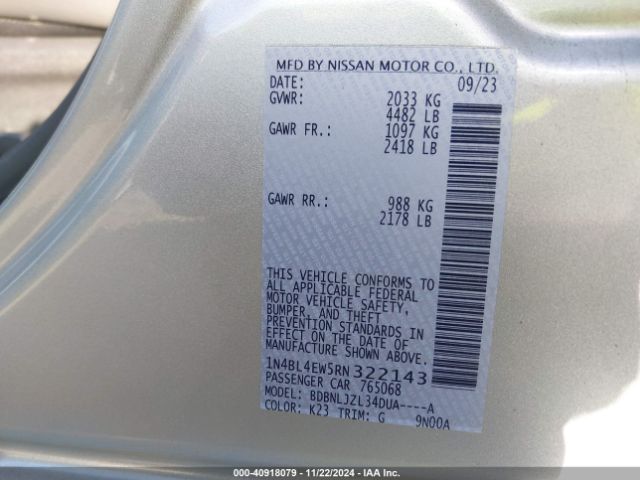 MFD BY NISSAN MOTOR CO., LTD.
DATE: 09/23
GVWR: 2033 KG
4482 LB
GAWR FR.: 1097 KG
2418 LB
GAWR RR.: 988 KG
2178 LB
THIS VEHICLE CONFORMS TO
ALL APPLICABLE FEDERAL
MOTOR VEHICLE SAFETY,
BUMPER, AND THEFT
PREVENTION STANDARDS IN
EFFECT ON THE DATE OF
MANUFACTURE SHOWN ABOVE.
1N4BL4EW5RN322143
PASSENGER CAR 765068
MODEL: BDBNLJZL34DUA----A
COLOR: K23 TRIM: G 9N00A
000-40918079 - 11/22/2024 - IAA Inc.